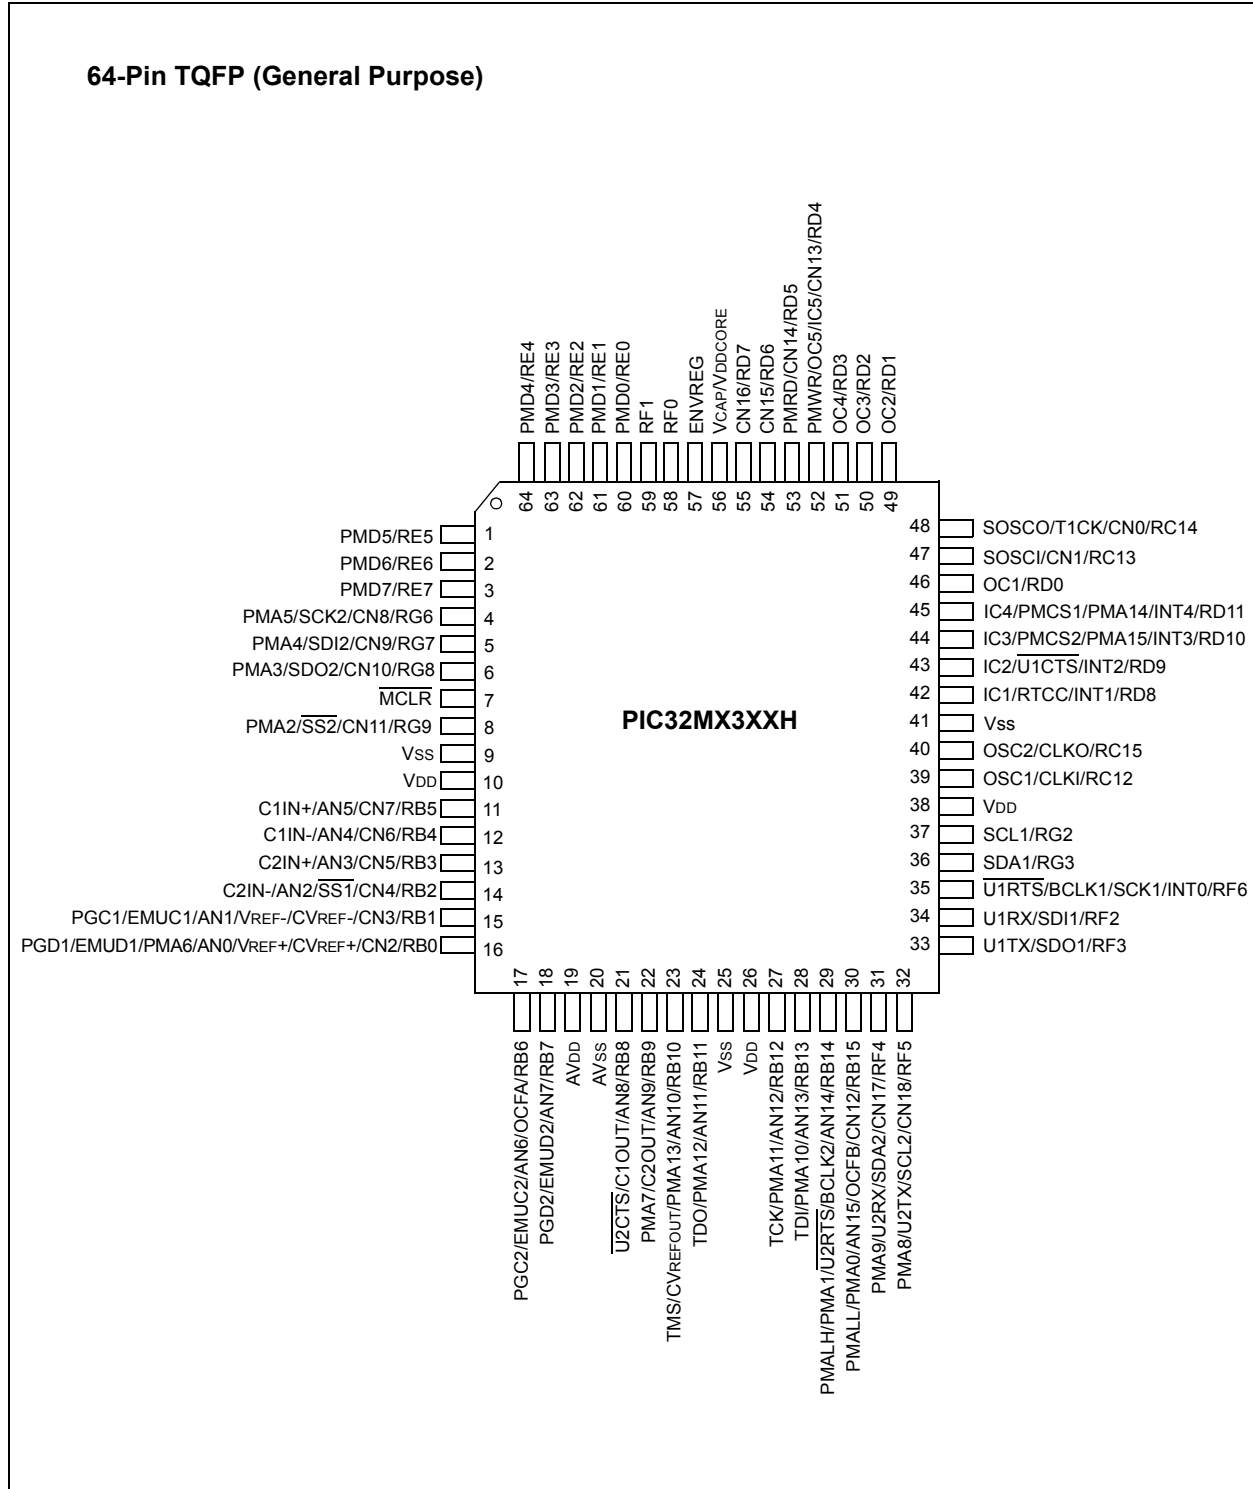 64-Pin TQFP (General Purpose)
PMD4/RE4
PMD3/RE3
PMD2/RE2
PMD1/RE1
PMD0/RE0
RF1
RF0
ENVREG
VCAP/VDDCORE
CN16/RD7
CN15/RD6
PMRD/CN14/RD5
PMWR/OC5/IC5/CN13/RD4
OC4/RD3
OC3/RD2
OC2/RD1
64
63
62
61
60
59
58
57
56
55
54
53
52
51
50
49
PMD5/RE5 1
PMD6/RE6 2
PMD7/RE7 3
PMA5/SCK2/CN8/RG6 4
PMA4/SDI2/CN9/RG7 5
PMA3/SDO2/CN10/RG8 6
MCLR 7
PMA2/SS2/CN11/RG9 8
VSS 9
VDD 10
C1IN+/AN5/CN7/RB5 11
C1IN-/AN4/CN6/RB4 12
C2IN+/AN3/CN5/RB3 13
C2IN-/AN2/SS1/CN4/RB2 14
PGC1/EMUC1/AN1/VREF-/CVREF-/CN3/RB1 15
PGD1/EMUD1/PMA6/AN0/VREF+/CVREF+/CN2/RB0 16
PIC32MX3XXH
48 SOSCO/T1CK/CN0/RC14
47 SOSCI/CN1/RC13
46 OC1/RD0
45 IC4/PMCS1/PMA14/INT4/RD11
44 IC3/PMCS2/PMA15/INT3/RD10
43 IC2/U1CTS/INT2/RD9
42 IC1/RTCC/INT1/RD8
41 Vss
40 OSC2/CLKO/RC15
39 OSC1/CLKI/RC12
38 VDD
37 SCL1/RG2
36 SDA1/RG3
35 U1RTS/BCLK1/SCK1/INT0/RF6
34 U1RX/SDI1/RF2
33 U1TX/SDO1/RF3
17
18
19
20
21
22
23
24
25
26
27
28
29
30
31
32
PGC2/EMUC2/AN6/OCFA/RB6
PGD2/EMUD2/AN7/RB7
AVDD
AVSS
U2CTS/C1OUT/AN8/RB8
PMA7/C2OUT/AN9/RB9
TMS/CVREFOUT/PMA13/AN10/RB10
TDO/PMA12/AN11/RB11
VSS
VDD
TCK/PMA11/AN12/RB12
TDI/PMA10/AN13/RB13
PMALH/PMA1/U2RTS/BCLK2/AN14/RB14
PMALL/PMA0/AN15/OCFB/CN12/RB15
PMA9/U2RX/SDA2/CN17/RF4
PMA8/U2TX/SCL2/CN18/RF5